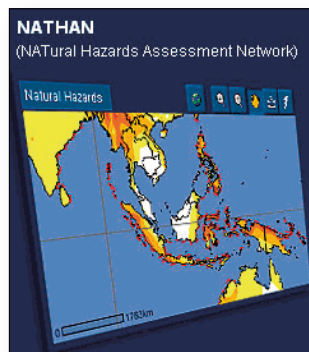 NATHAN
(NATural Hazards Assessment Network)
Natural Hazards
0 1763km